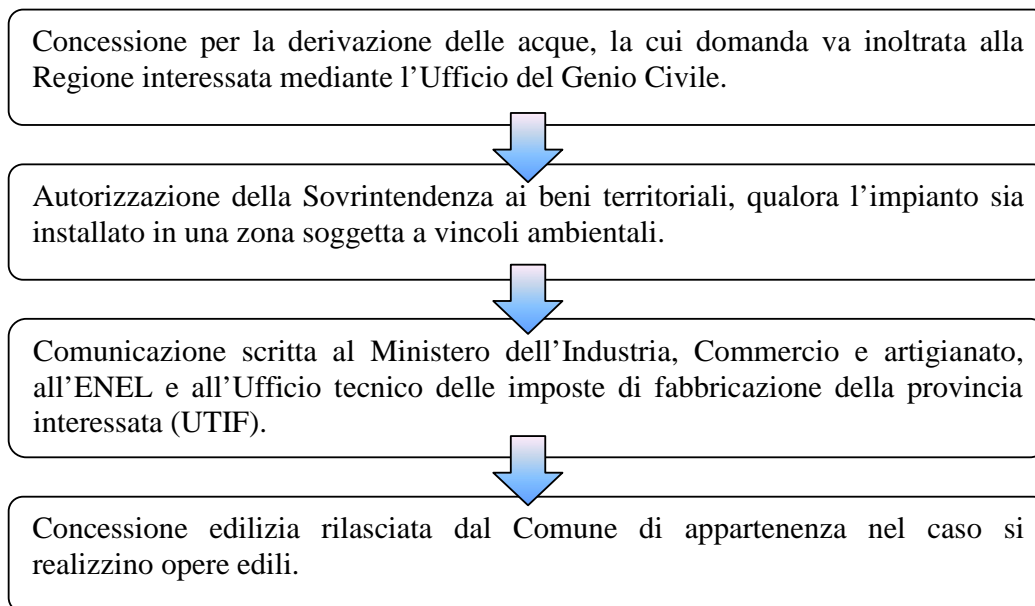 Concessione per la derivazione delle acque, la cui domanda va inoltrata alla
Regione interessata mediante l’Ufficio del Genio Civile.
Autorizzazione della Sovrintendenza ai beni territoriali, qualora l’impianto sia
installato in una zona soggetta a vincoli ambientali.
Comunicazione scritta al Ministero dell’Industria, Commercio e artigianato,
all’ENEL e all’Ufficio tecnico delle imposte di fabbricazione della provincia
interessata (UTIF).
Concessione edilizia rilasciata dal Comune di appartenenza nel caso si
realizzino opere edili.